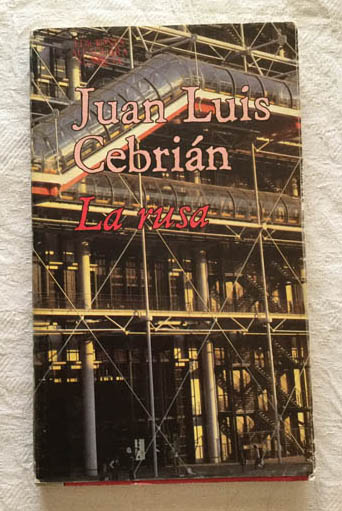 Juan Luis
Cebrián
La rusa